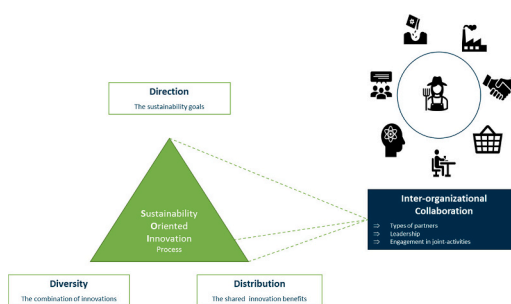 Direction
The sustainability goals
Sustainability
Oriented
Innovation
Process
Inter-organizational
Collaboration
⇒ Types of partners
⇒ Leadership
⇒ Engagement in joint-activities
Diversity
The combination of innovations
Distribution
The shared innovation benefits